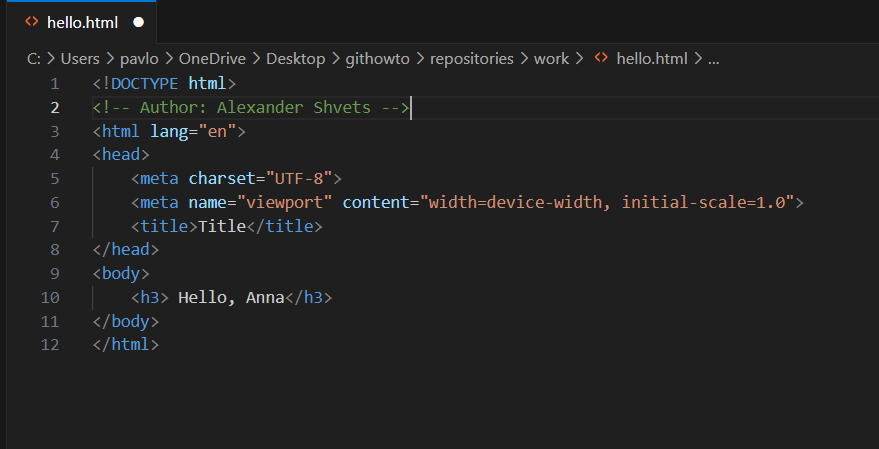 <> hello.html ●
C: > Users > pavlo > OneDrive > Desktop > githowto > repositories > work > <> hello.html > ...
1 <!DOCTYPE html>
2 <!-- Author: Alexander Shvets -->
3 <html lang="en">
4 <head>
5     <meta charset="UTF-8">
6     <meta name="viewport" content="width=device-width, initial-scale=1.0">
7     <title>Title</title>
8 </head>
9 <body>
10     <h3> Hello, Anna</h3>
11 </body>
12 </html>